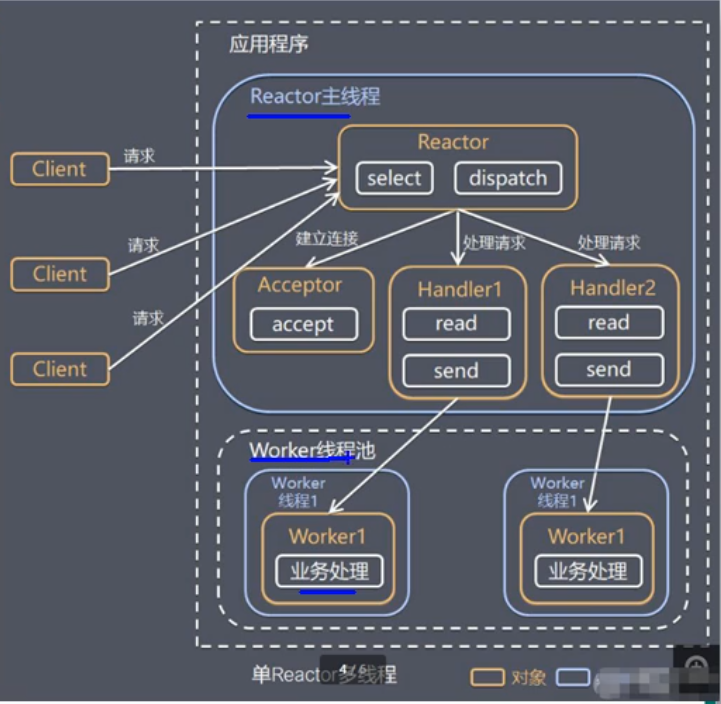 应用程序
Reactor主线程
Reactor
select
dispatch
Client
请求
Client
请求
Client
请求
建立连接
处理请求
处理请求
Acceptor
accept
Handler1
read
send
Handler2
read
send
Worker线程池
Worker
线程1
Worker1
业务处理
Worker
线程1
Worker1
业务处理
4 / 6
单Reactor多线程
对象